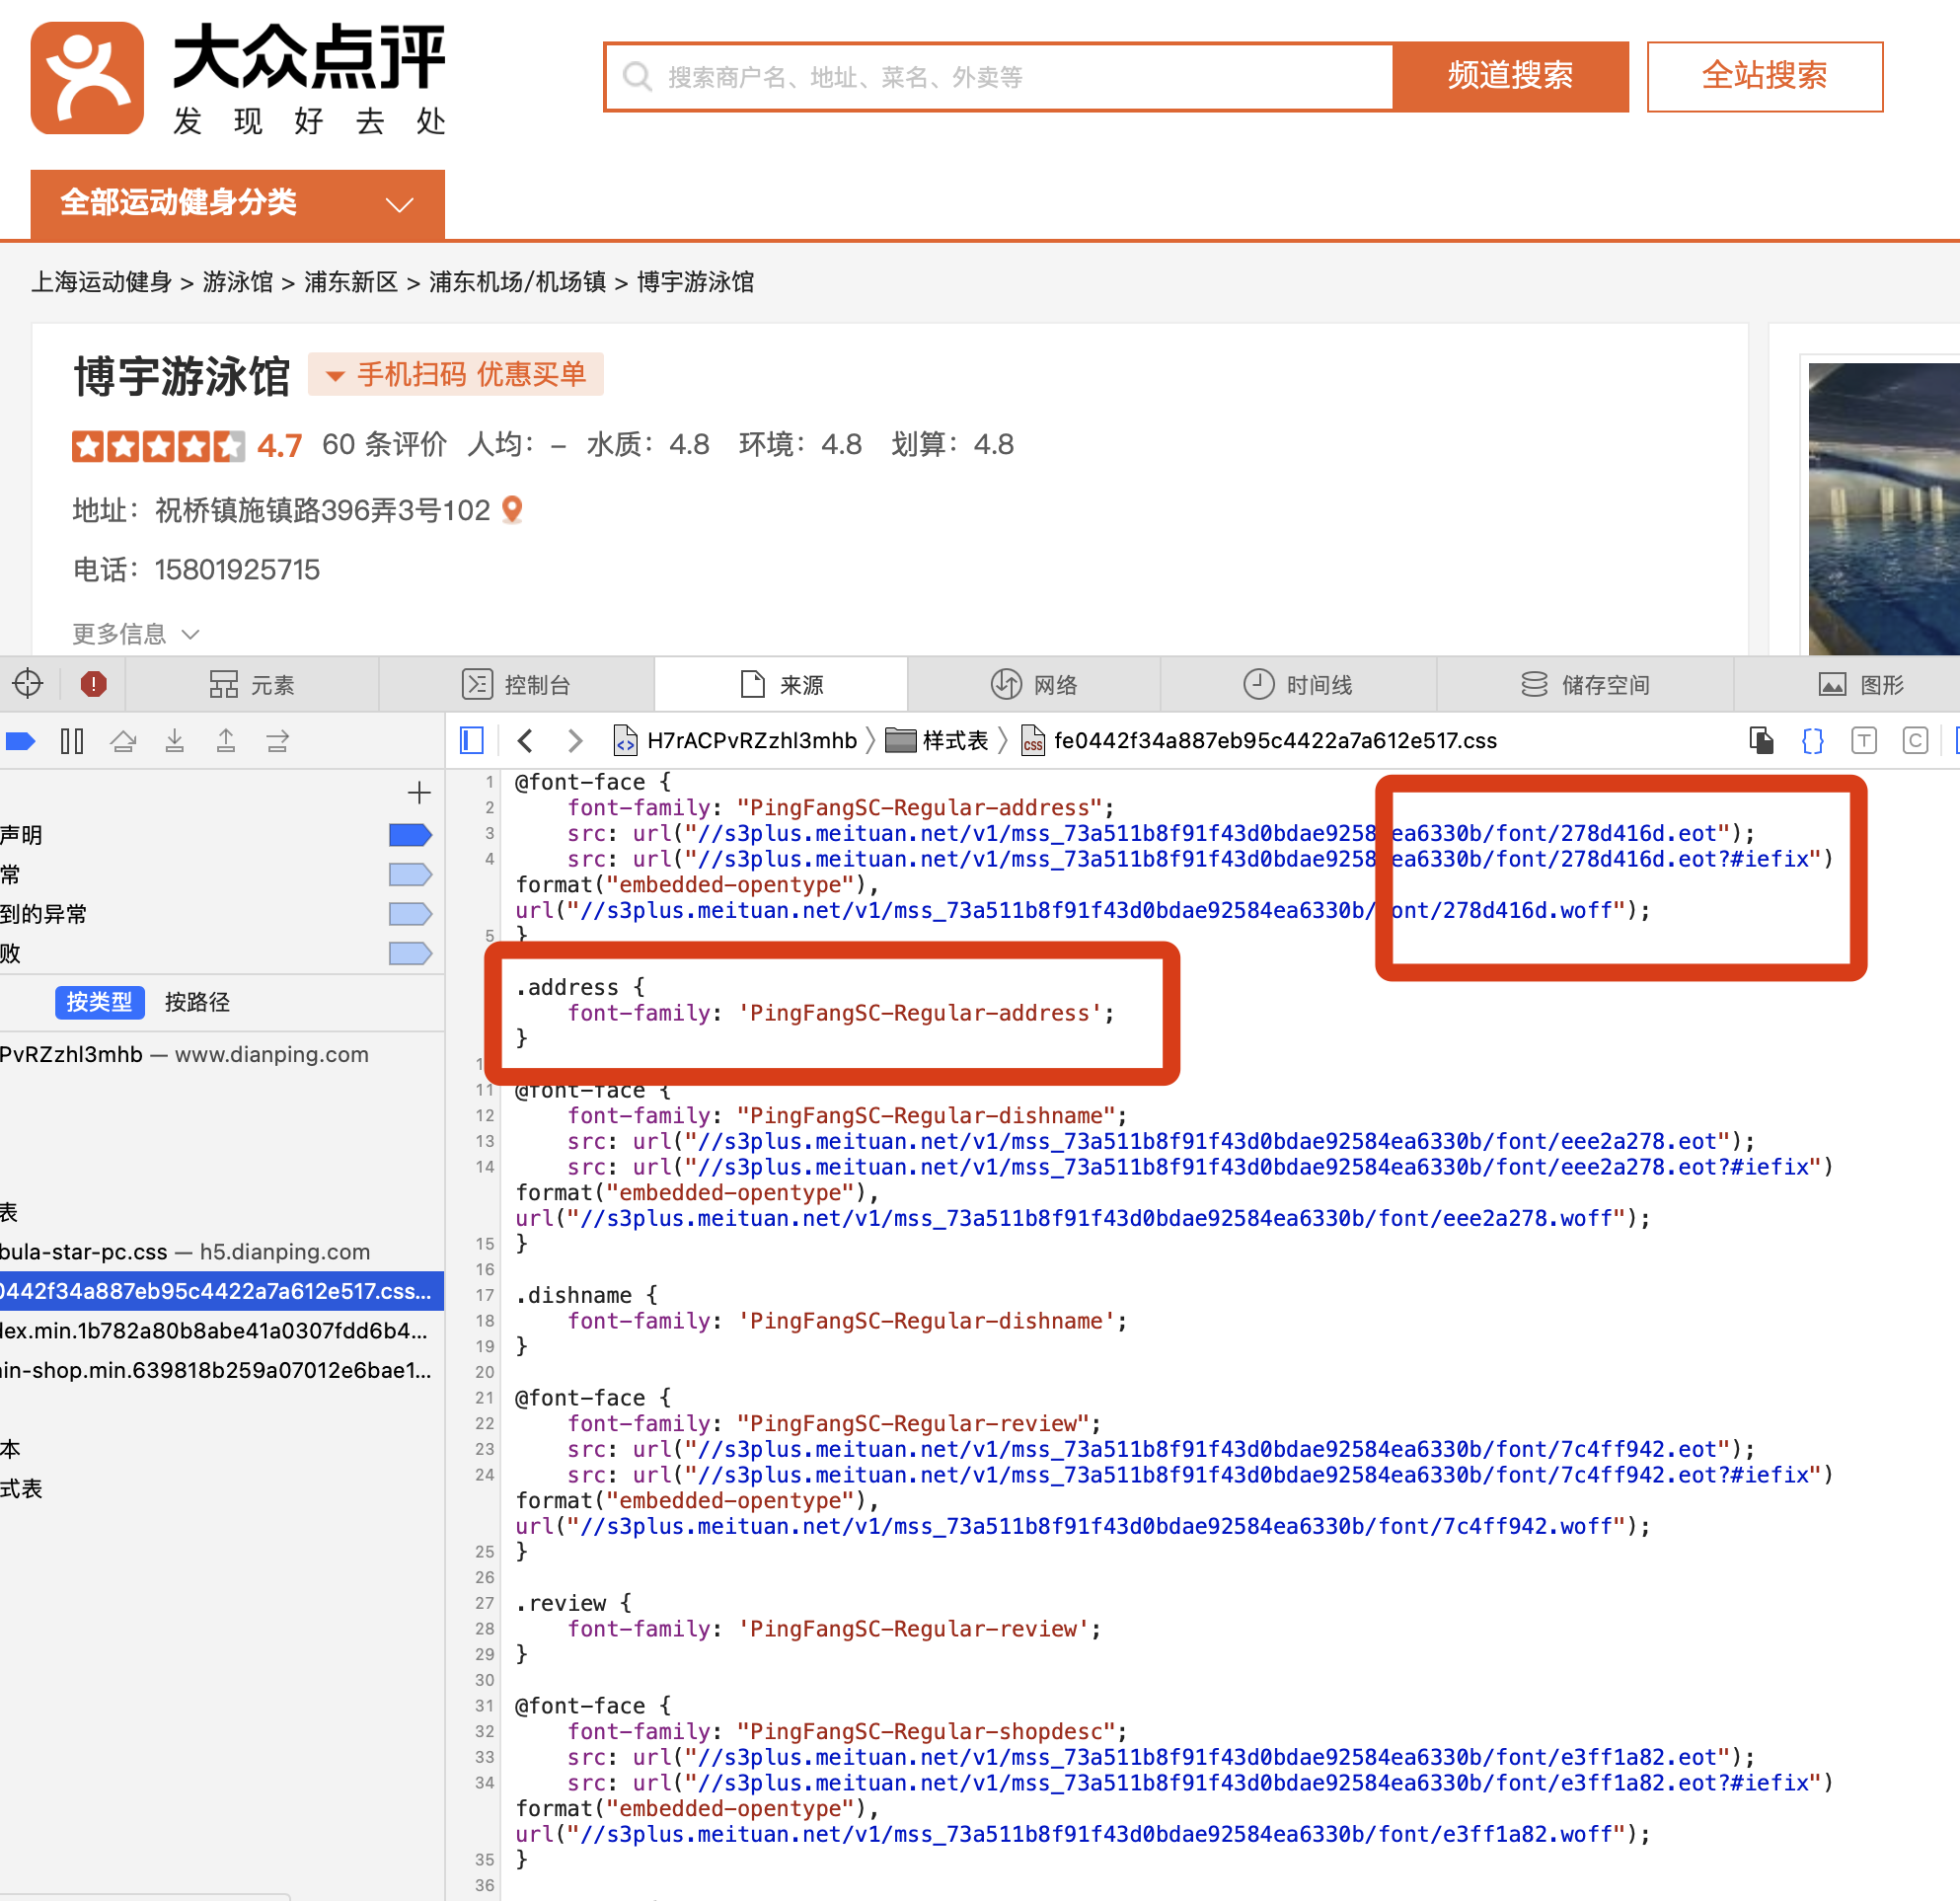 大众点评
发现好去处
搜索商户名、地址、菜名、外卖等
频道搜索
全站搜索
全部运动健身分类
上海运动健身 > 游泳馆 > 浦东新区 > 浦东机场/机场镇 > 博宇游泳馆
博宇游泳馆 手机扫码 优惠买单
4.7 60 条评价 人均：– 水质：4.8 环境：4.8 划算：4.8
地址：祝桥镇施镇路396弄3号102
电话：15801925715
更多信息
元素 控制台 来源 网络 时间线 储存空间 图形
H7rACPvRZzhl3mhb 〉 样式表 〉 CSS fe0442f34a887eb95c4422a7a612e517.css
声明
常
到的异常
败
按类型 按路径
PvRZzhl3mhb — www.dianping.com
表
bula-star-pc.css — h5.dianping.com
0442f34a887eb95c4422a7a612e517.css...
dex.min.1b782a80b8abe41a0307fdd6b4...
in-shop.min.639818b259a07012e6bae1...
本
式表
1 @font-face {
2 font-family: "PingFangSC-Regular-address";
3 src: url("//s3plus.meituan.net/v1/mss_73a511b8f91f43d0bdae9258 ea6330b/font/278d416d.eot");
4 src: url("//s3plus.meituan.net/v1/mss_73a511b8f91f43d0bdae9258 ea6330b/font/278d416d.eot?#iefix")
format("embedded-opentype"),
url("//s3plus.meituan.net/v1/mss_73a511b8f91f43d0bdae92584ea6330b/ ont/278d416d.woff");
5 }
.address {
font-family: 'PingFangSC-Regular-address';
}
11 @font-face {
12 font-family: "PingFangSC-Regular-dishname";
13 src: url("//s3plus.meituan.net/v1/mss_73a511b8f91f43d0bdae92584ea6330b/font/eee2a278.eot");
14 src: url("//s3plus.meituan.net/v1/mss_73a511b8f91f43d0bdae92584ea6330b/font/eee2a278.eot?#iefix")
format("embedded-opentype"),
url("//s3plus.meituan.net/v1/mss_73a511b8f91f43d0bdae92584ea6330b/font/eee2a278.woff");
15 }
16
17 .dishname {
18 font-family: 'PingFangSC-Regular-dishname';
19 }
20
21 @font-face {
22 font-family: "PingFangSC-Regular-review";
23 src: url("//s3plus.meituan.net/v1/mss_73a511b8f91f43d0bdae92584ea6330b/font/7c4ff942.eot");
24 src: url("//s3plus.meituan.net/v1/mss_73a511b8f91f43d0bdae92584ea6330b/font/7c4ff942.eot?#iefix")
format("embedded-opentype"),
url("//s3plus.meituan.net/v1/mss_73a511b8f91f43d0bdae92584ea6330b/font/7c4ff942.woff");
25 }
26
27 .review {
28 font-family: 'PingFangSC-Regular-review';
29 }
30
31 @font-face {
32 font-family: "PingFangSC-Regular-shopdesc";
33 src: url("//s3plus.meituan.net/v1/mss_73a511b8f91f43d0bdae92584ea6330b/font/e3ff1a82.eot");
34 src: url("//s3plus.meituan.net/v1/mss_73a511b8f91f43d0bdae92584ea6330b/font/e3ff1a82.eot?#iefix")
format("embedded-opentype"),
url("//s3plus.meituan.net/v1/mss_73a511b8f91f43d0bdae92584ea6330b/font/e3ff1a82.woff");
35 }
36